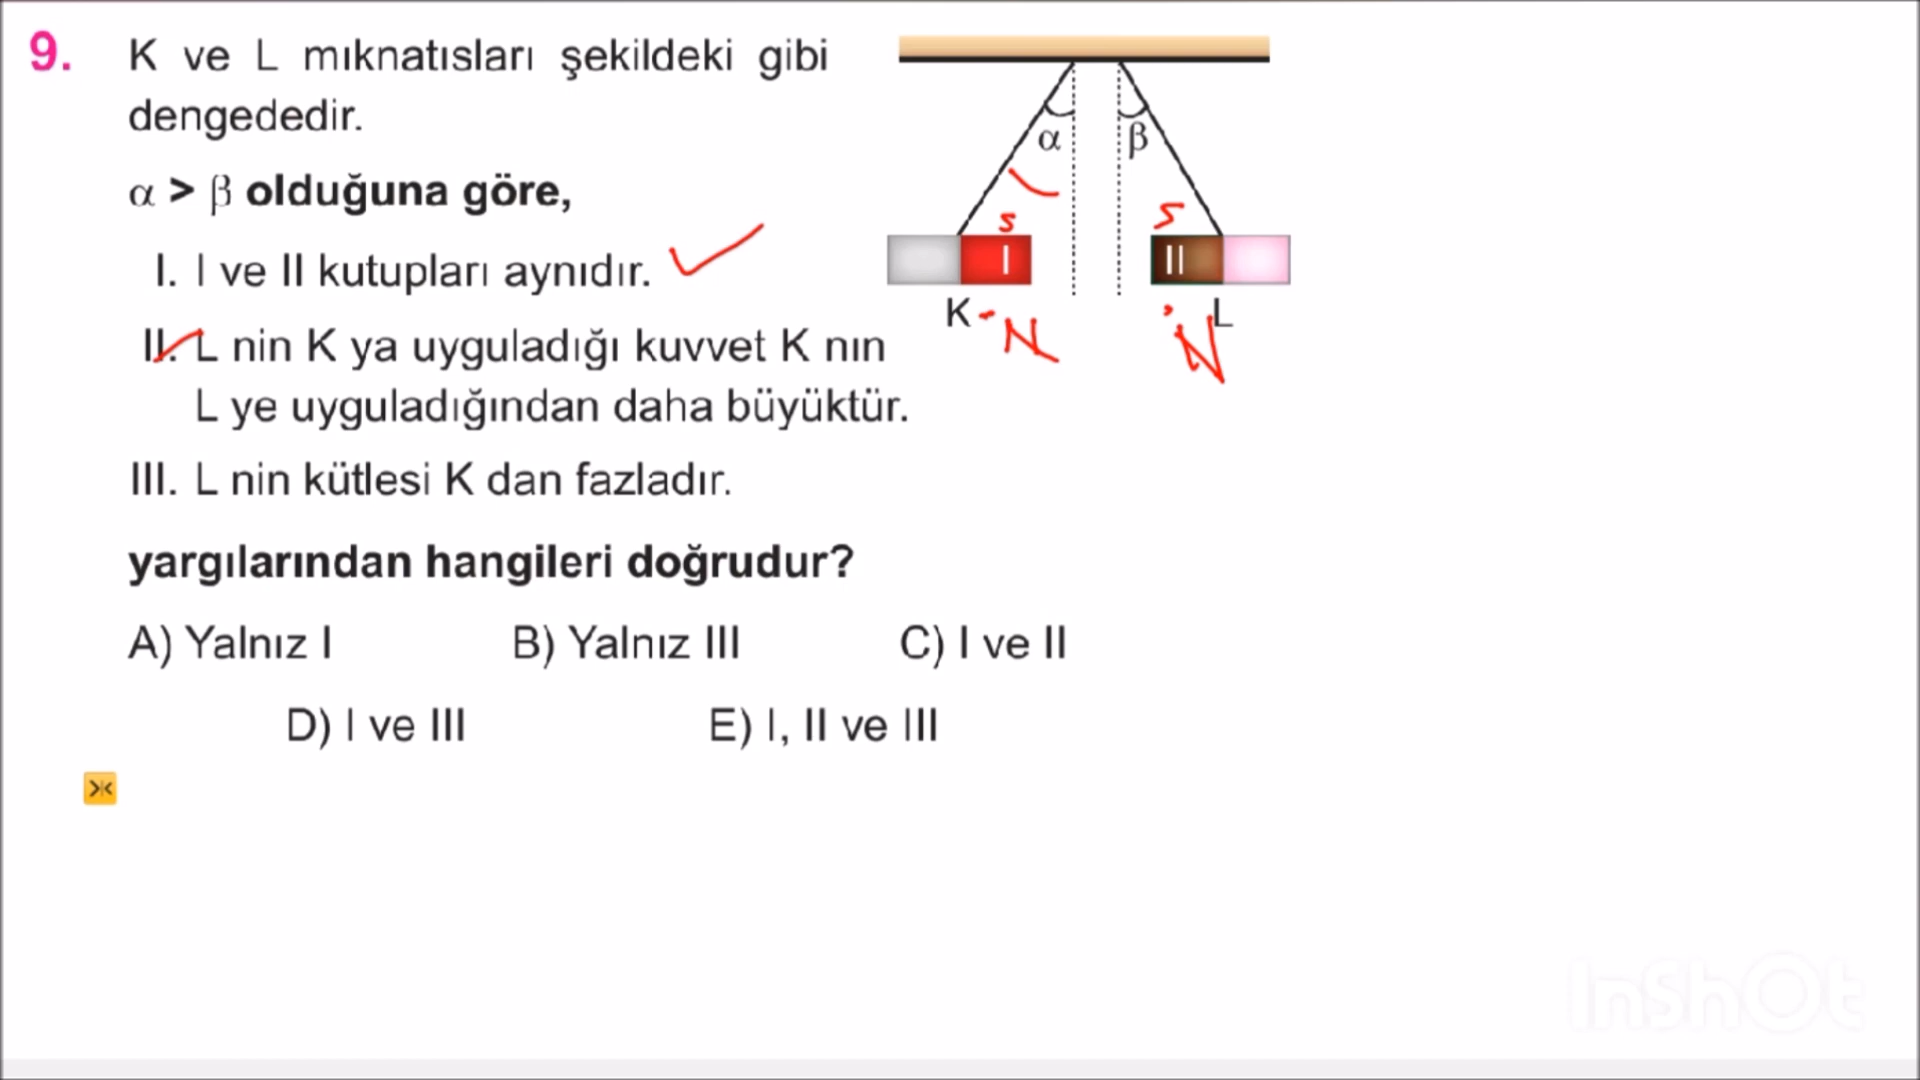 9. K ve L mıknatısları şekildeki gibi
dengededir.
α > β olduğuna göre,
I. I ve II kutupları aynıdır.
II. L nin K ya uyguladığı kuvvet K nın
L ye uyguladığından daha büyüktür.
III. L nin kütlesi K dan fazladır.
yargılarından hangileri doğrudur?
A) Yalnız I B) Yalnız III C) I ve II
D) I ve III E) I, II ve III
α β
S S
I II
K L
N N
InShOt